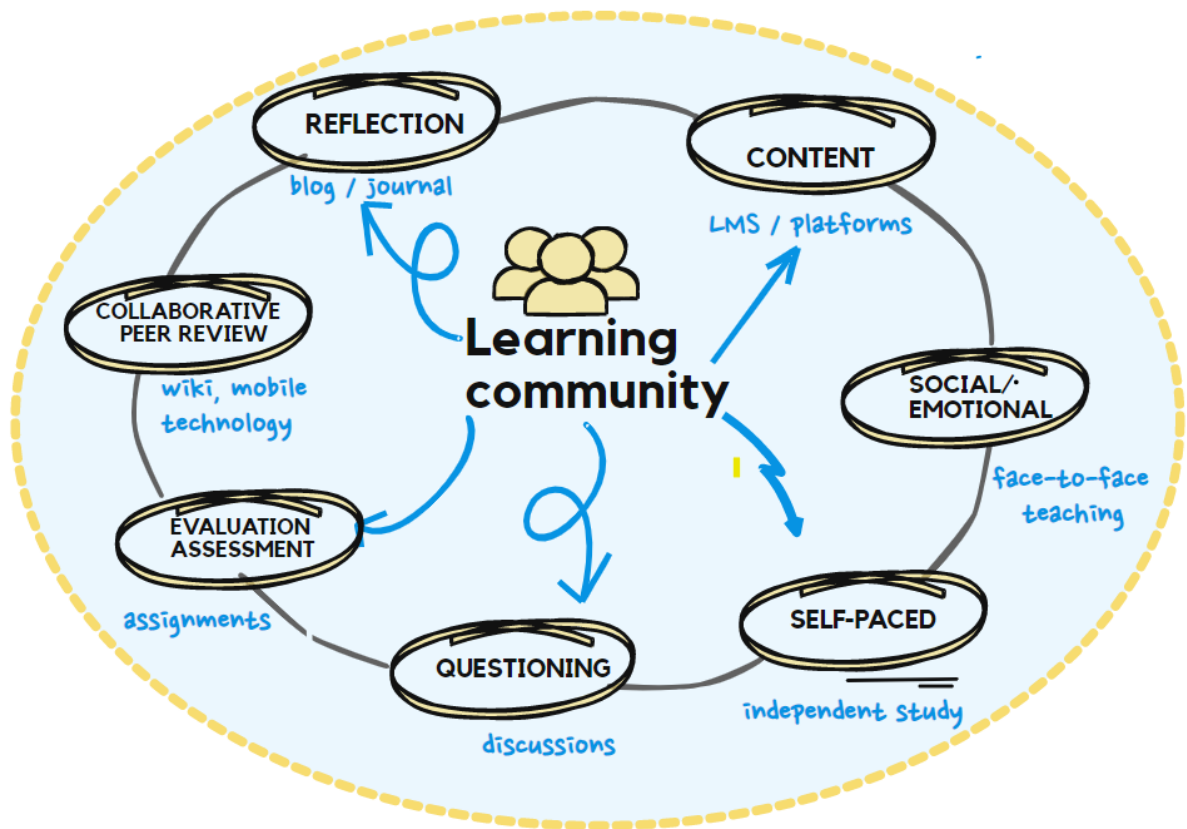 REFLECTION
blog / journal
CONTENT
LMS / platforms
Learning
community
COLLABORATIVE
PEER REVIEW
wiki, mobile
technology
SOCIAL/·
EMOTIONAL
face-to-face
teaching
EVALUATION
ASSESSMENT
assignments
SELF-PACED
independent study
QUESTIONING
discussions